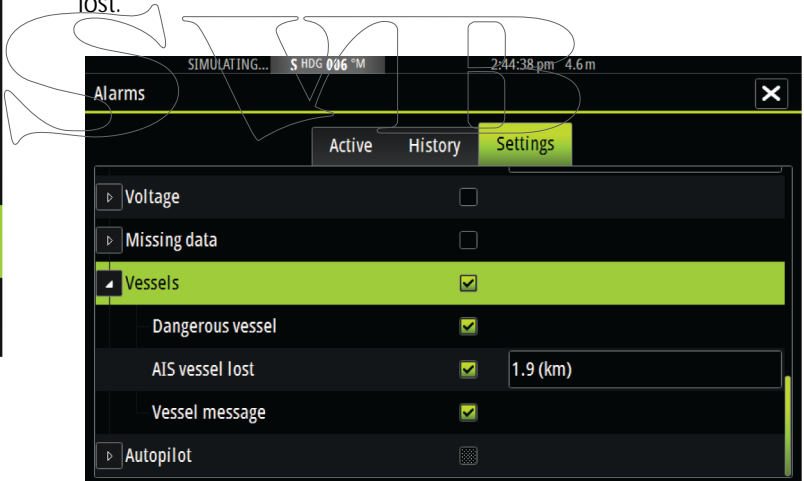 lost.
SVB
SIMULATING... S HDG 006 °M 2:44:38 pm 4.6 m
Alarms
Active History Settings
Voltage
Missing data
Vessels
Dangerous vessel
AIS vessel lost 1.9 (km)
Vessel message
Autopilot